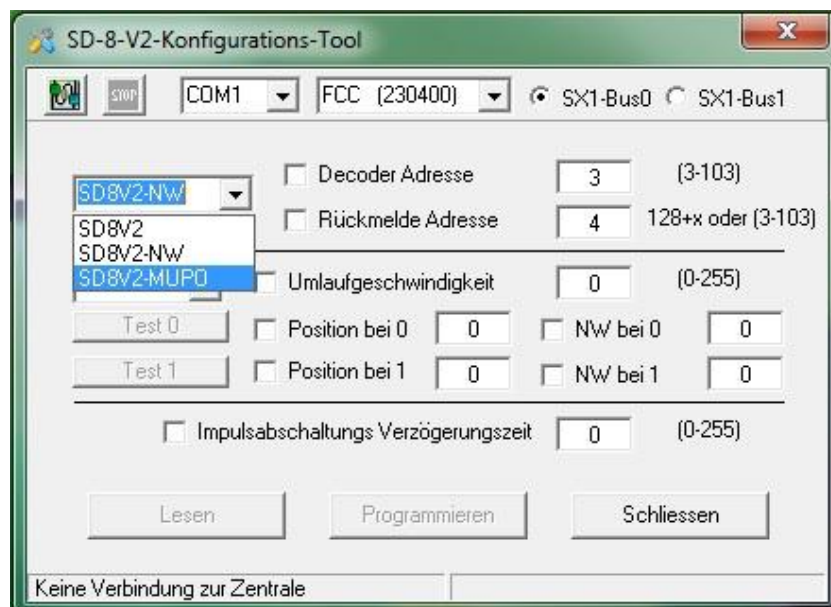 SD-8-V2-Konfigurations-Tool
STOP COM1 FCC (230400) SX1-Bus0 SX1-Bus1
SD8V2-NW Decoder Adresse 3 (3-103)
SD8V2 Rückmelde Adresse 4 128+x oder (3-103)
SD8V2-NW
SD8V2-MUPO Umlaufgeschwindigkeit 0 (0-255)
Test 0 Position bei 0 0 NW bei 0 0
Test 1 Position bei 1 0 NW bei 1 0
Impulsabschaltungs Verzögerungszeit 0 (0-255)
Lesen Programmieren Schliessen
Keine Verbindung zur Zentrale